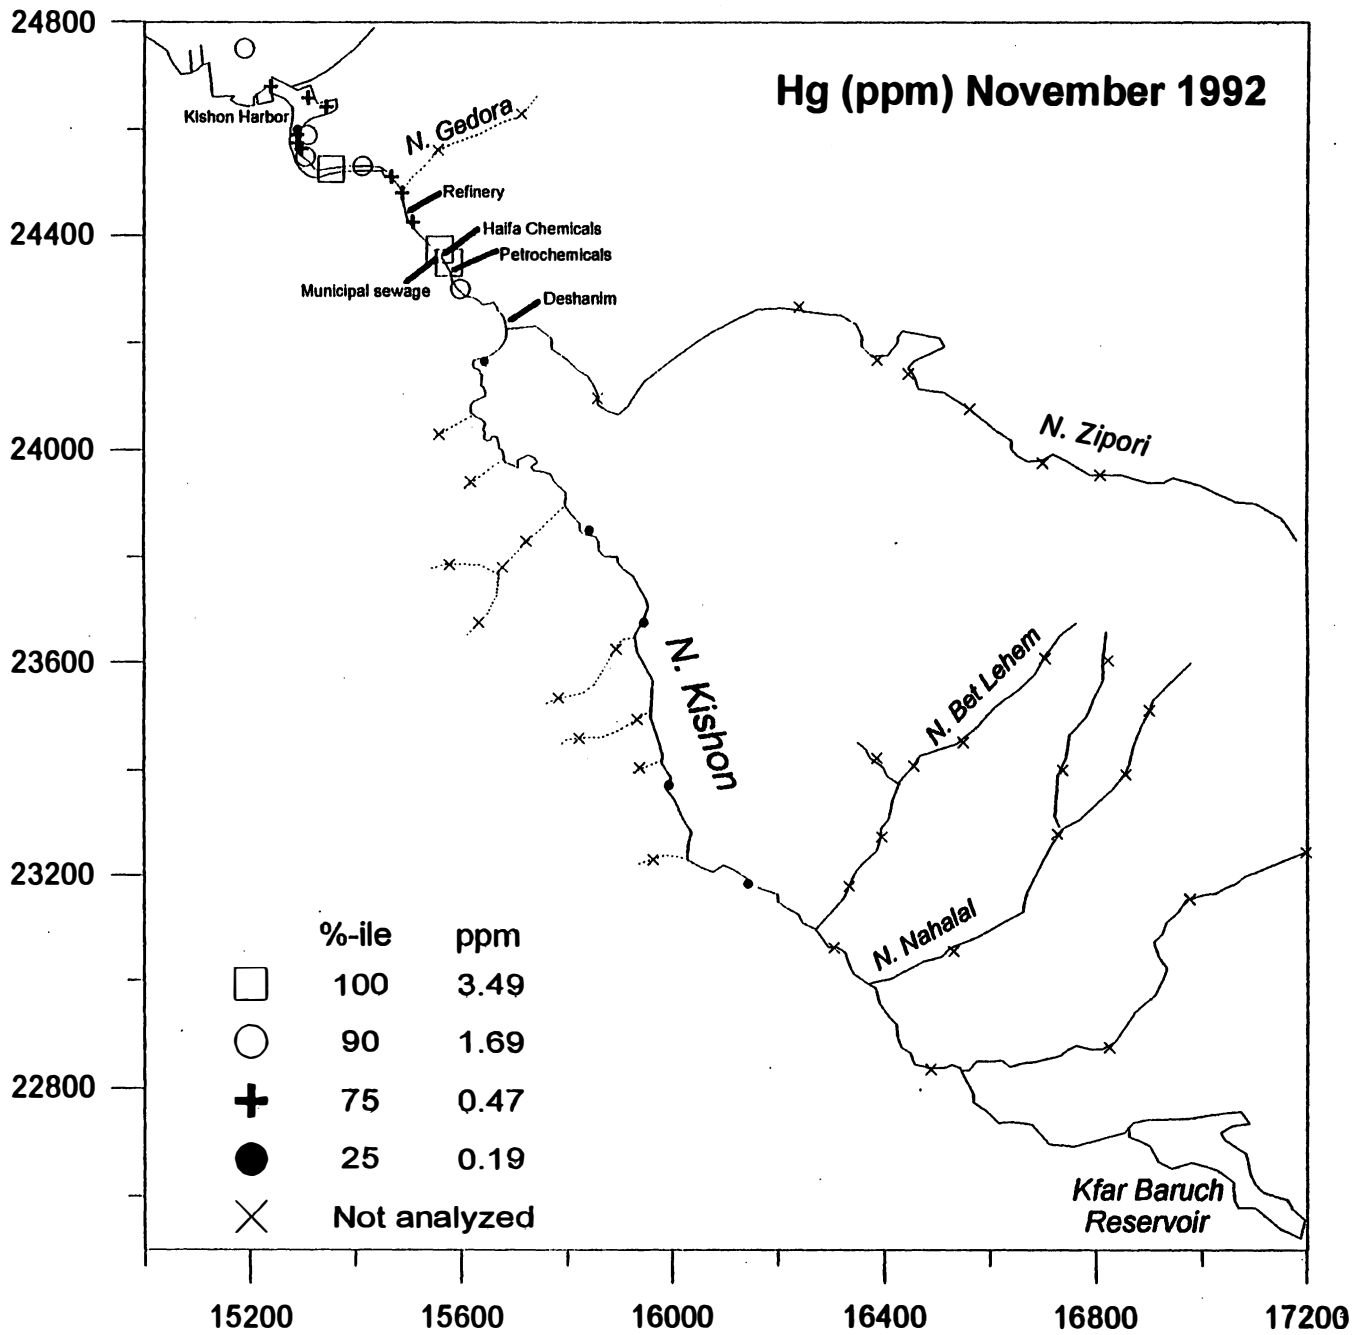 24800
Hg (ppm) November 1992
Kishon Harbor
N. Gedora
Refinery
24400
Haifa Chemicals
Petrochemicals
Municipal sewage
Deshanim
24000
N. Zipori
23600
N. Kishon
N. Bet Lehem
23200
N. Nahalal
%-ile ppm
100 3.49
90 1.69
75 0.47
25 0.19
Not analyzed
22800
Kfar Baruch
Reservoir
15200 15600 16000 16400 16800 17200